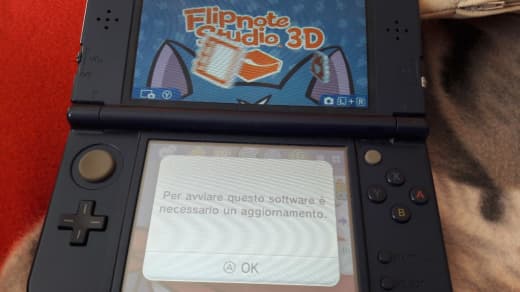 Flipnote
Studio 3D
Y
L + R
Per avviare questo software è
necessario un aggiornamento.
A OK
X
Y
A
B